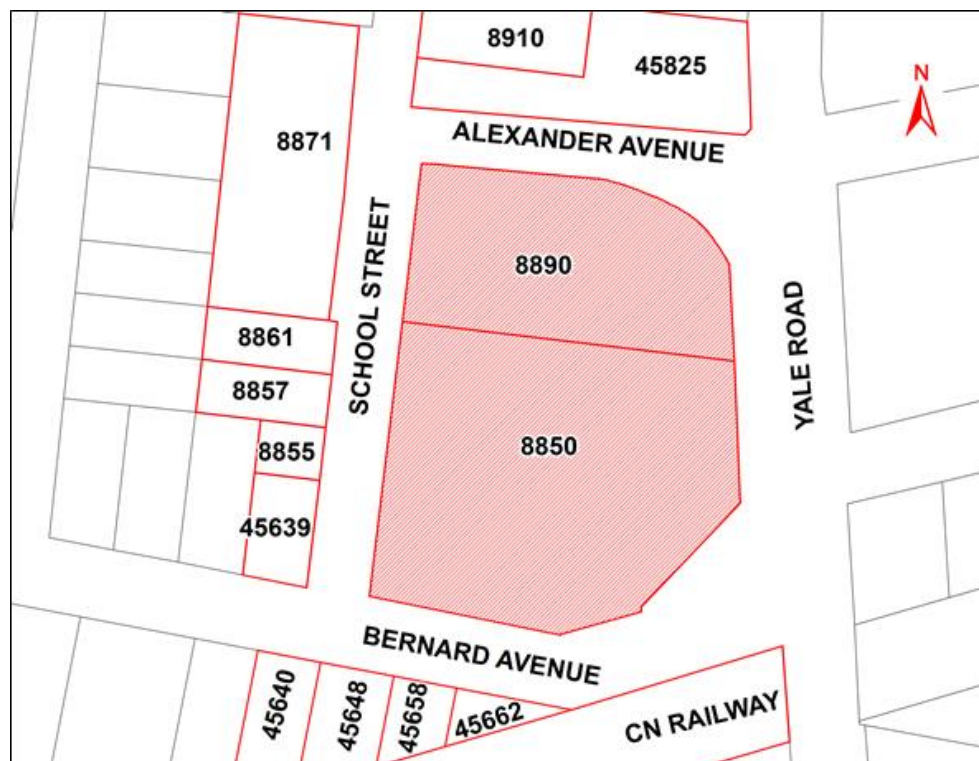 8910
45825
N
ALEXANDER AVENUE
8871
SCHOOL STREET
8890
YALE ROAD
8861
8857
8850
8855
45639
BERNARD AVENUE
45640
45648
45658
45662
CN RAILWAY